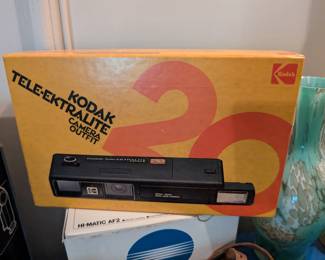 KODAK
TELE-EKTRALITE
CAMERA
OUTFIT
20
Kodak
HI-MATIC AF2